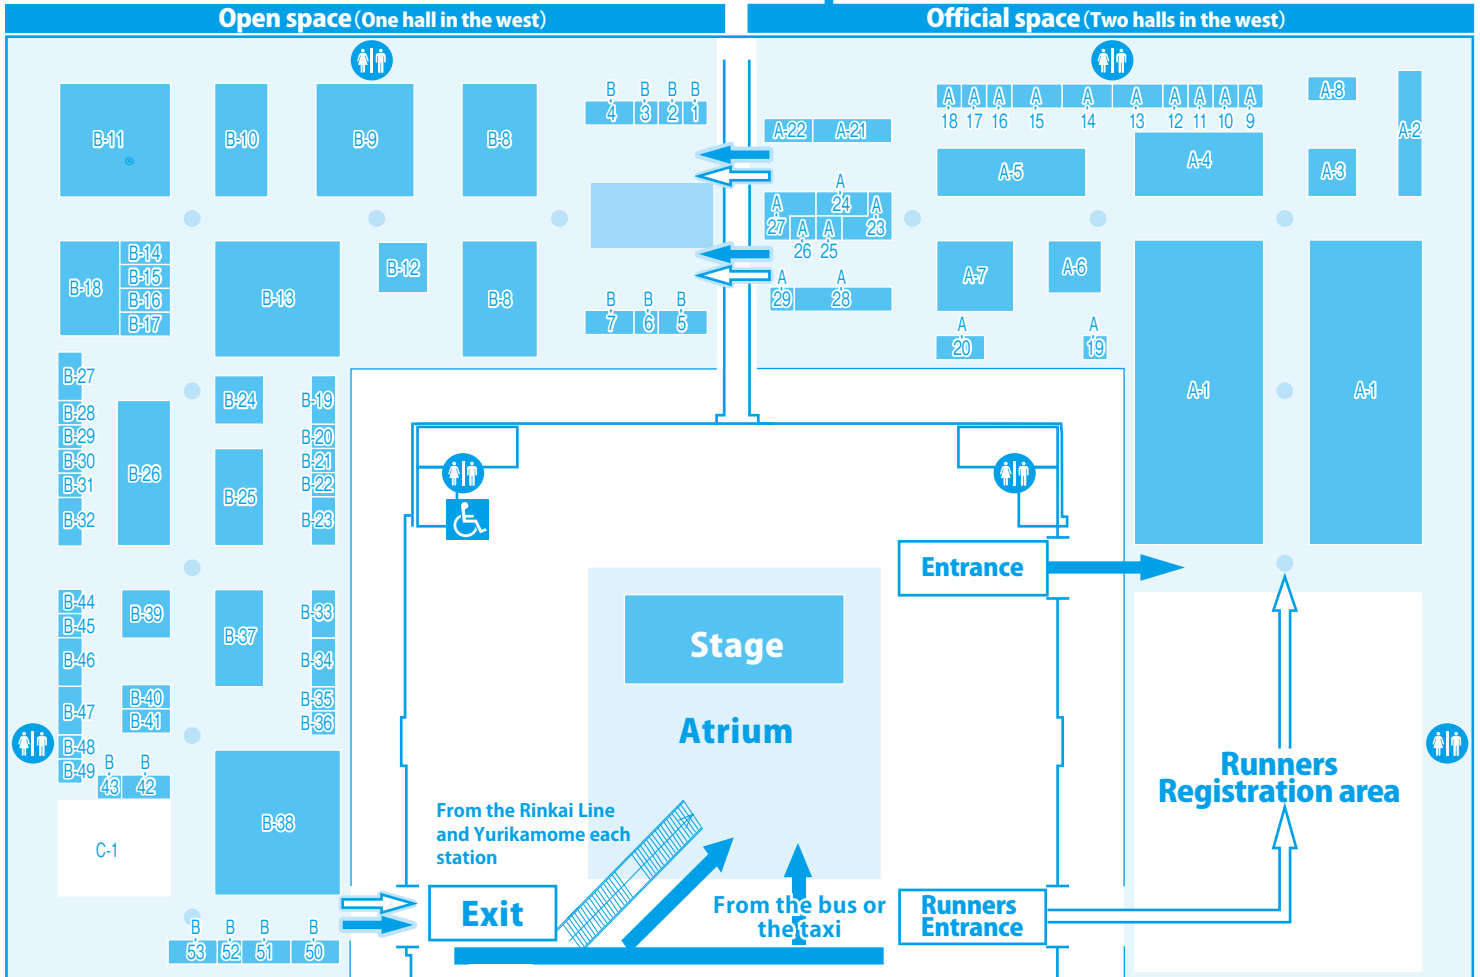 Open space (One hall in the west)
Official space (Two halls in the west)
B-11
B-10
B-9
B-8
B 4
B 3
B 2
B 1
A-22
A-21
A 18
A 17
A 16
A 15
A 14
A 13
A 12
A 11
A 10
A 9
A-8
A-2
A-5
A-4
A-3
A 27
A 24
A 23
A 26
A 25
B-18
B-14
B-15
B-16
B-17
B-13
B-12
B-8
B 7
B 6
B 5
A 29
A 28
A-7
A-6
A 20
A 19
A-1
A-1
B-27
B-28
B-29
B-30
B-31
B-32
B-26
B-24
B-25
B-19
B-20
B-21
B-22
B-23
Entrance
B-44
B-45
B-46
B-47
B-48
B-49
B-39
B-40
B-41
B 43
B 42
B-37
B-33
B-34
B-35
B-36
Stage
Atrium
Runners
Registration area
C-1
B-38
From the Rinkai Line
and Yurikamome each
station
Exit
From the bus or
the taxi
Runners
Entrance
B 53
B 52
B 51
B 50